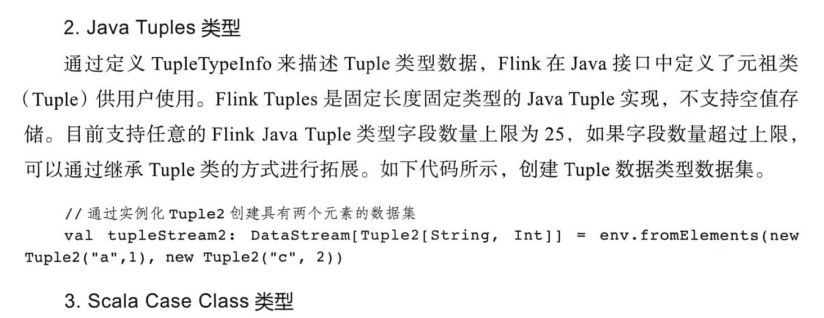 2. Java Tuples 类型
通过定义 TupleTypeInfo 来描述 Tuple 类型数据，Flink 在 Java 接口中定义了元祖类
（Tuple）供用户使用。Flink Tuples 是固定长度固定类型的 Java Tuple 实现，不支持空值存
储。目前支持任意的 Flink Java Tuple 类型字段数量上限为 25，如果字段数量超过上限，
可以通过继承 Tuple 类的方式进行拓展。如下代码所示，创建 Tuple 数据类型数据集。
// 通过实例化 Tuple2 创建具有两个元素的数据集
val tupleStream2: DataStream[Tuple2[String, Int]] = env.fromElements(new
Tuple2("a",1), new Tuple2("c", 2))
3. Scala Case Class 类型